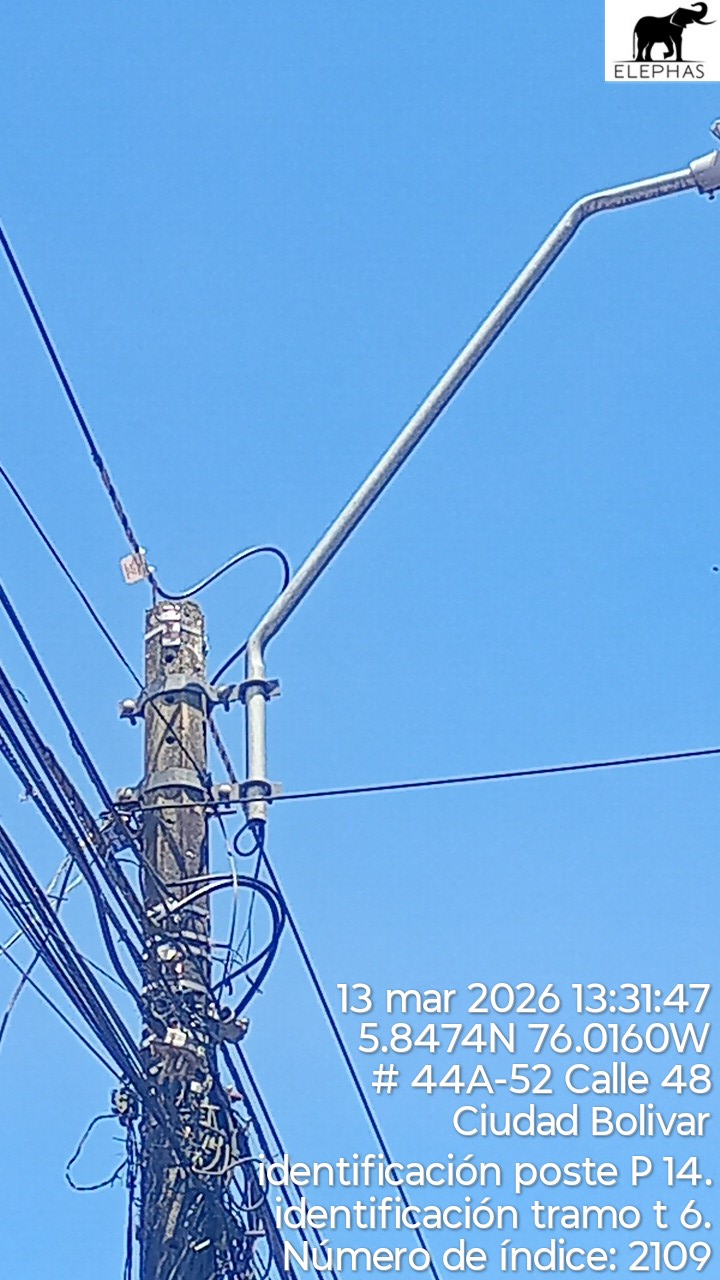 ELEPHAS
13 mar 2026 13:31:47
5.8474N 76.0160W
# 44A-52 Calle 48
Ciudad Bolivar
identificación poste P 14.
identificación tramo t 6.
Número de índice: 2109